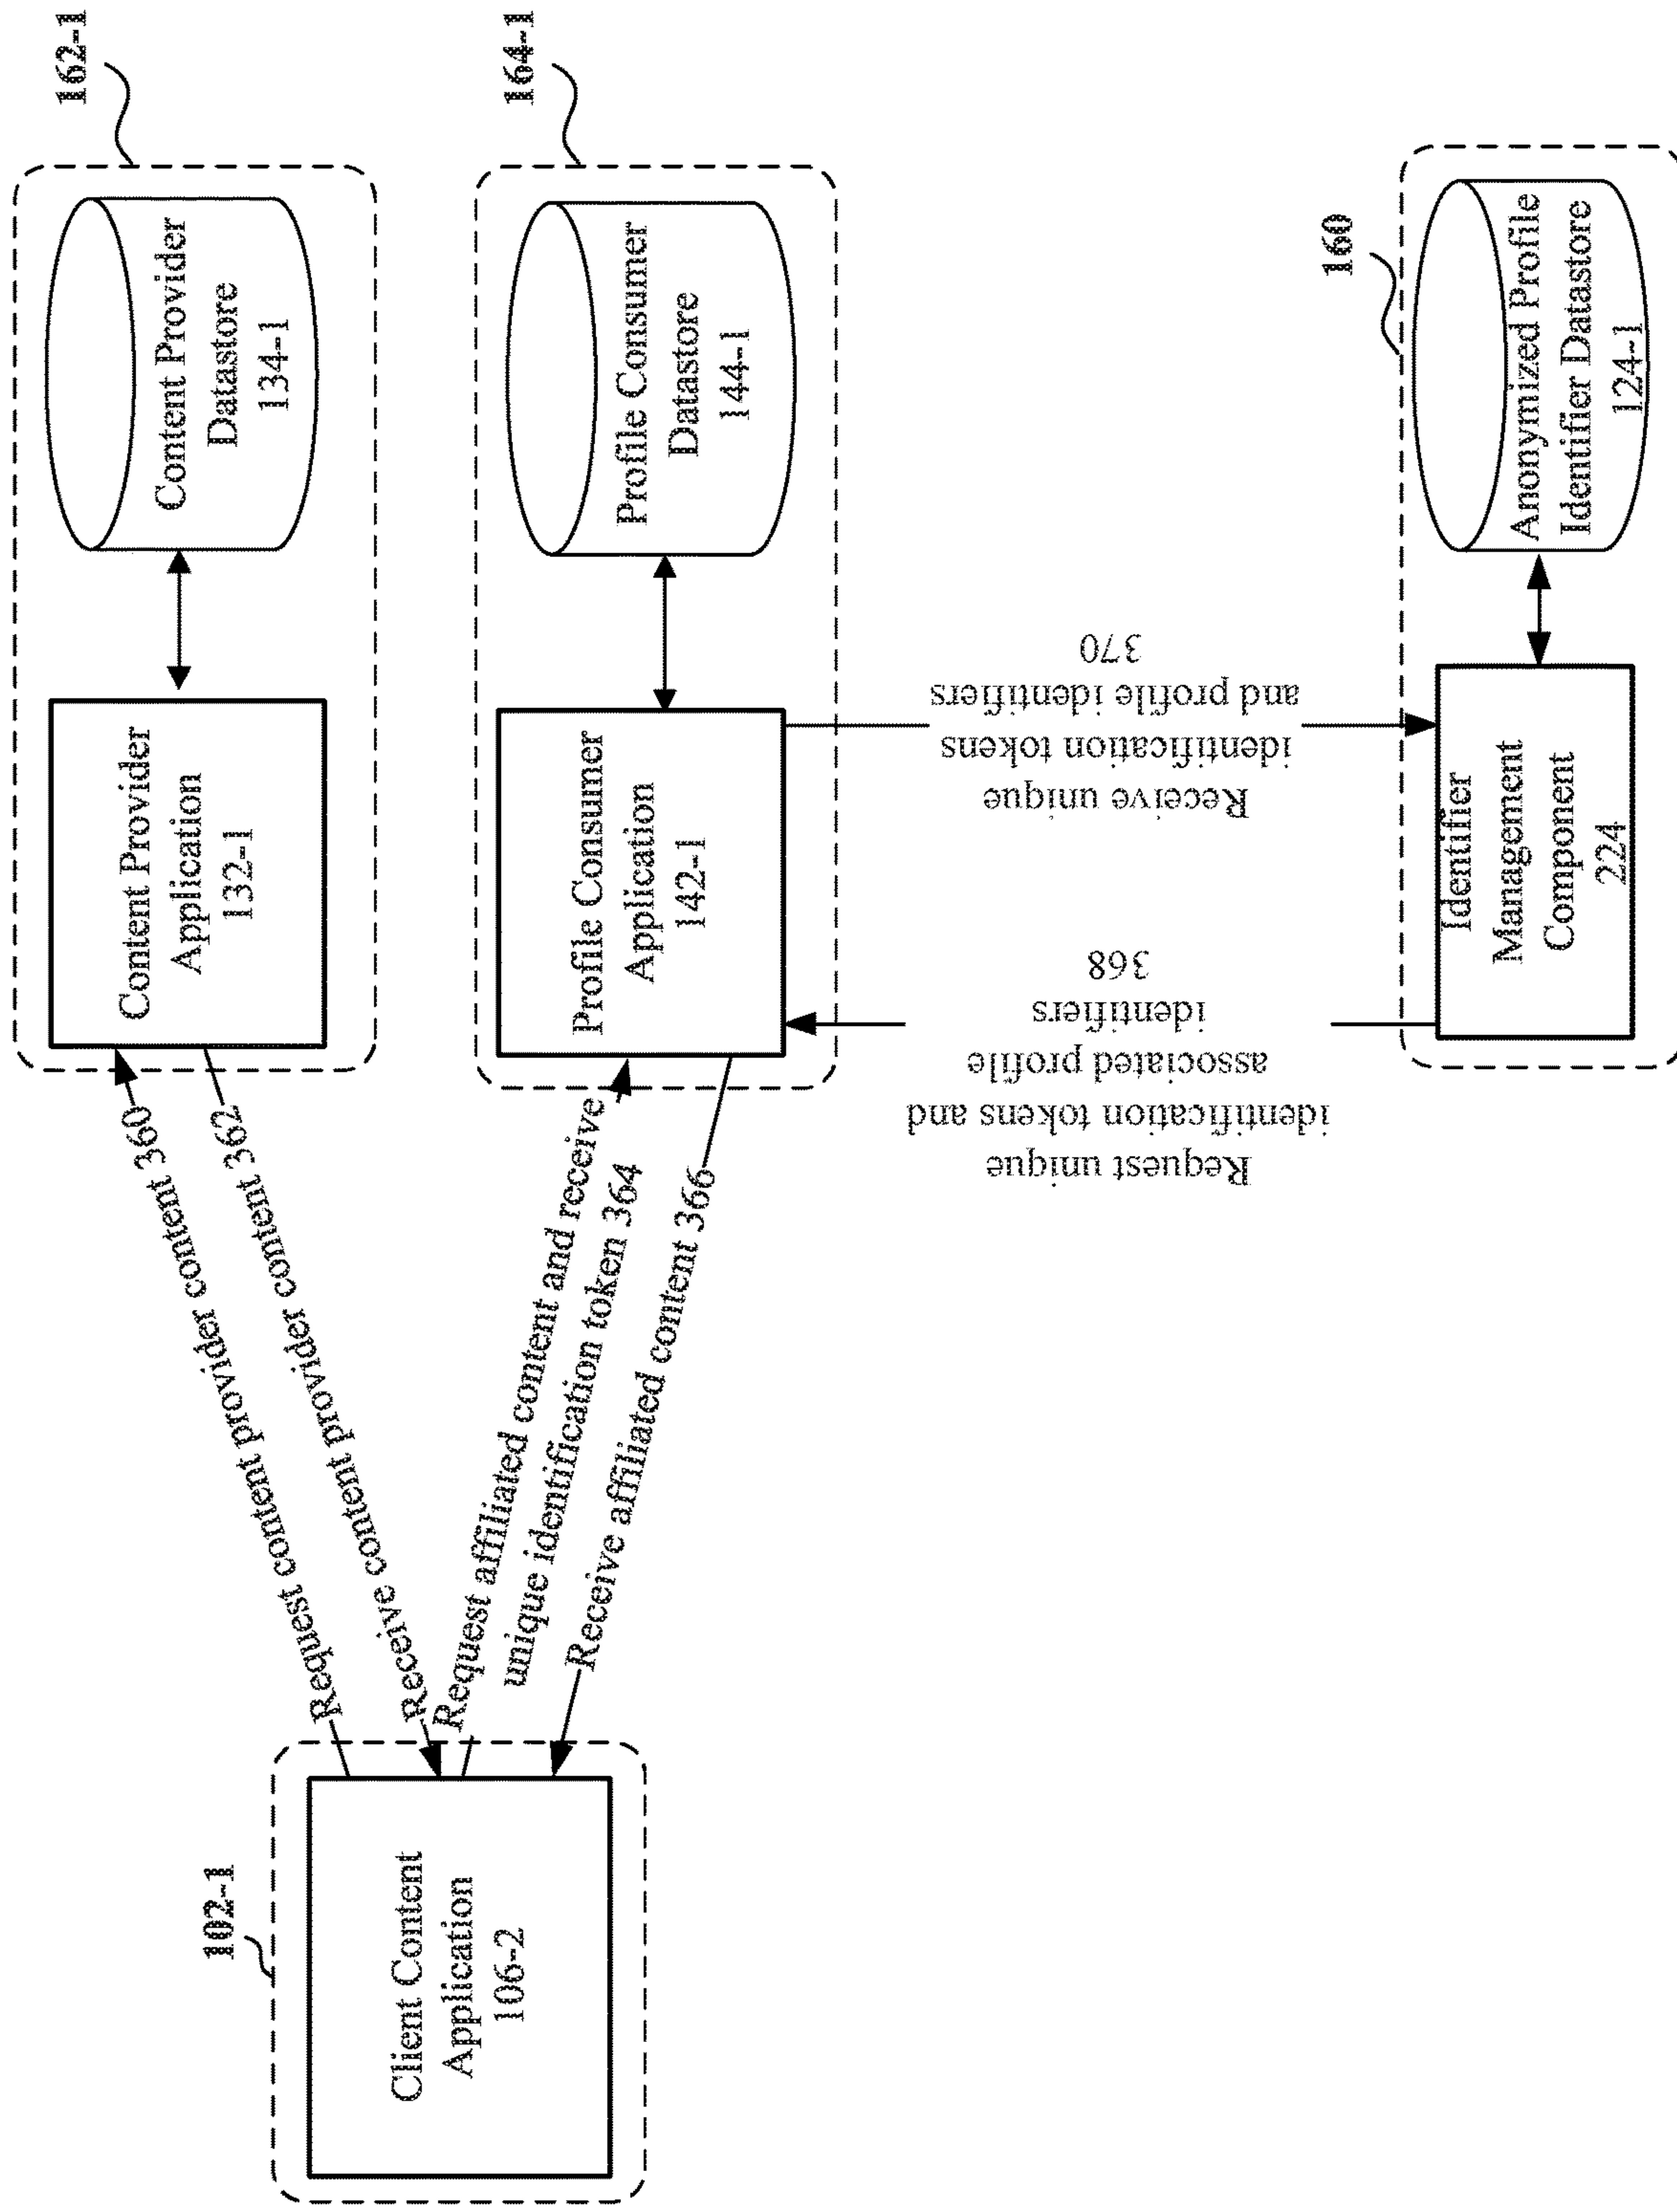 162-1
Content Provider
Datastore
134-1
Content Provider
Application
132-1
164-1
Profile Consumer
Datastore
144-1
Profile Consumer
Application
142-1
160
Anonymized Profile
Identifier Datastore
124-1
Identifier
Management
Component
224
102-1
Client Content
Application
106-2
Request content provider content 360
Receive content provider content 362
Request affiliated content and receive
unique identification token 364
Receive affiliated content 366
Request unique
identification tokens and
associated profile
identifiers
368
Receive unique
identification tokens
and profile identifiers
370